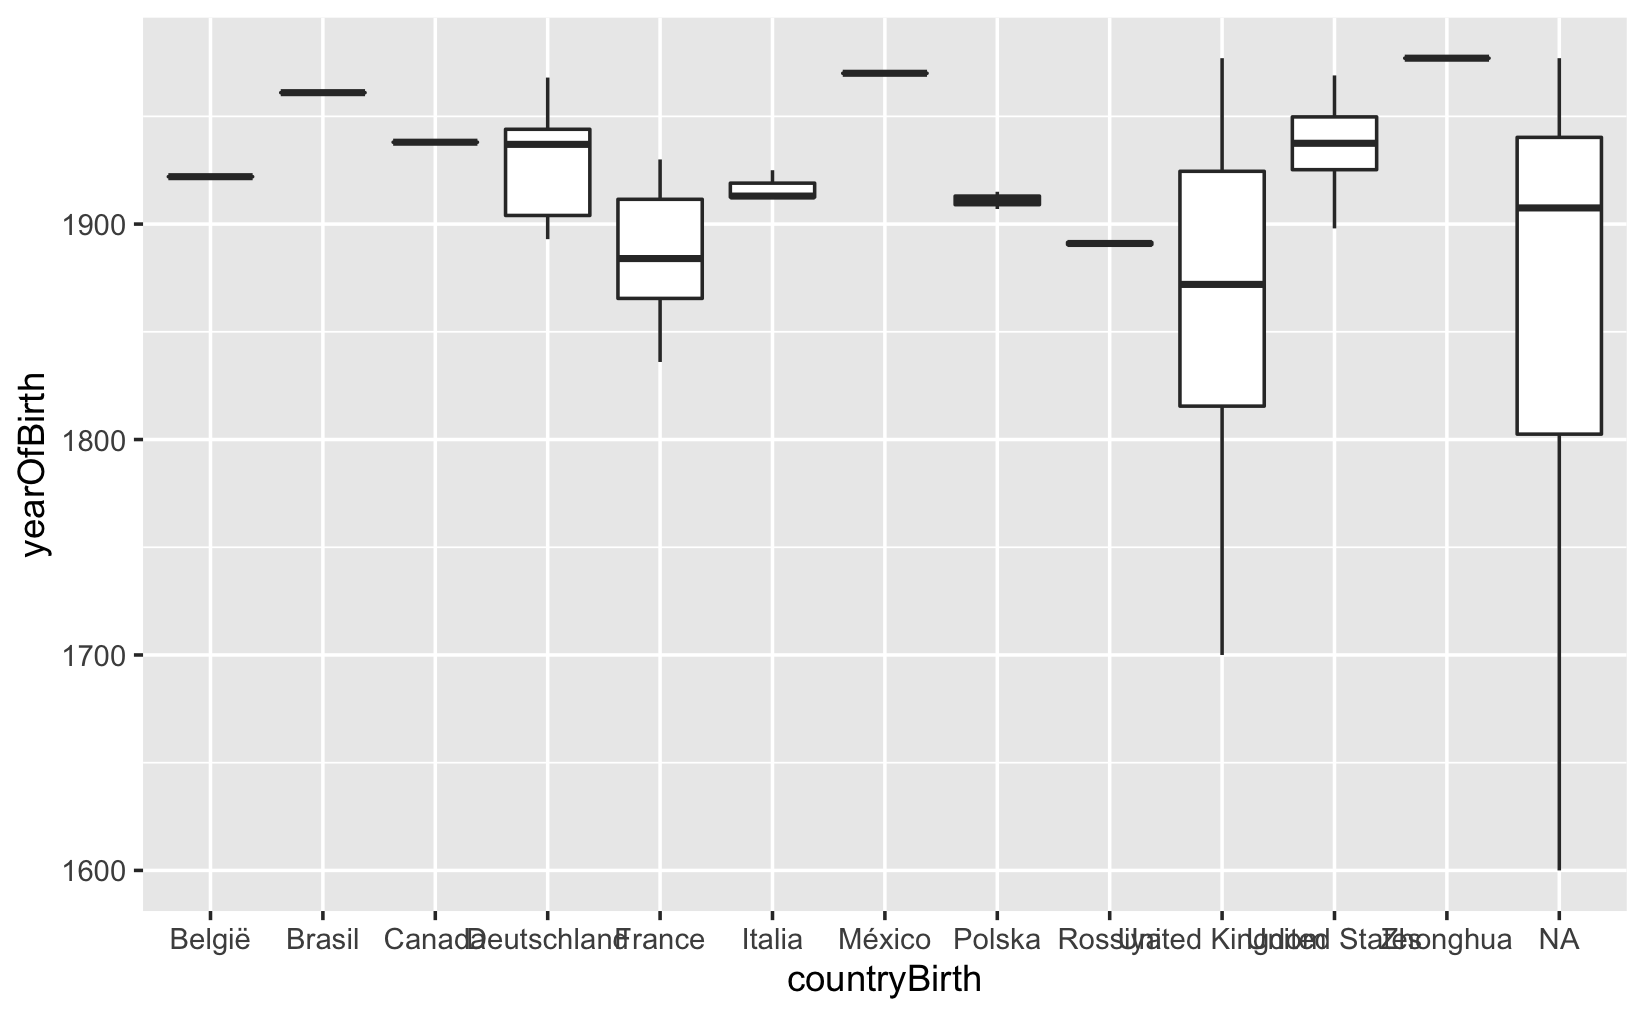 yearOfBirth
1900
1800
1700
1600
België Brasil Canada Deutschland France Italia México Polska Rossiya United Kingdom United States Zhonghua NA
countryBirth